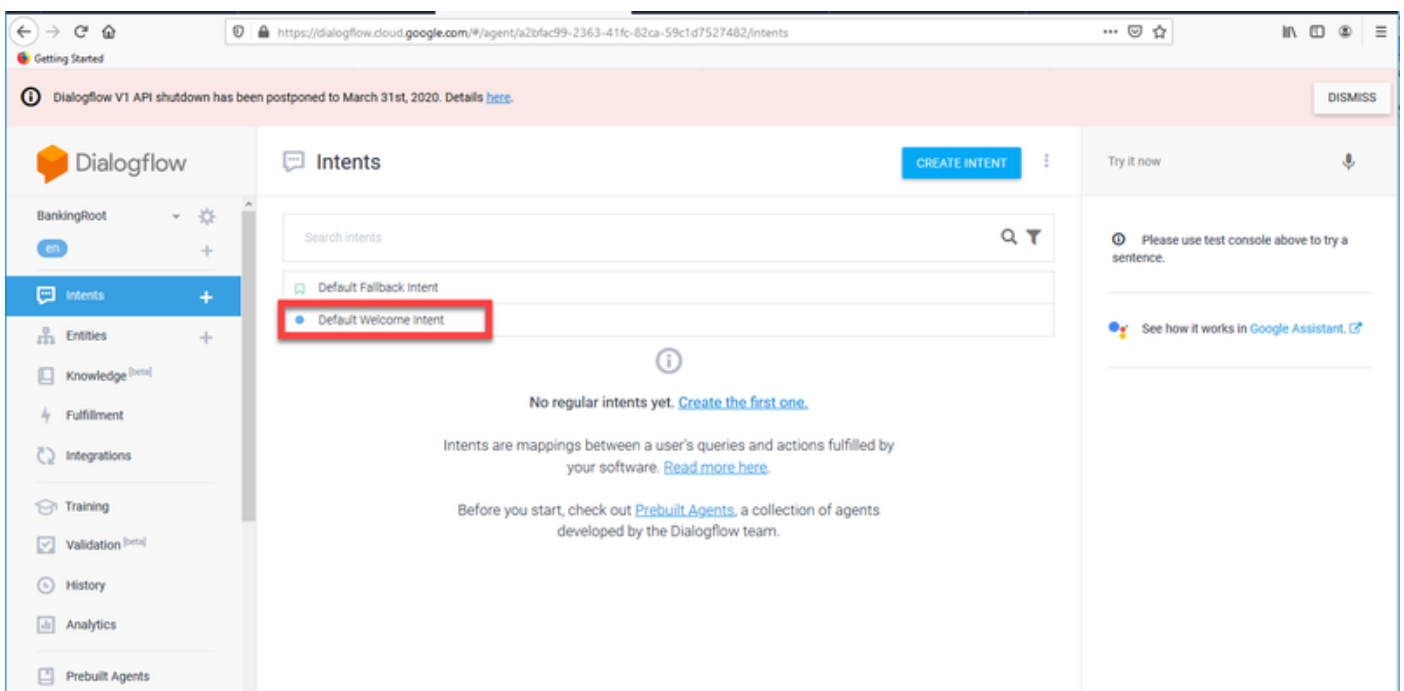 https://dialogflow.cloud.google.com/#/agent/a2bfac99-2363-41fc-82ca-59c1d7527482/intents
Getting Started
Dialogflow V1 API shutdown has been postponed to March 31st, 2020. Details here.
DISMISS
Dialogflow
Intents
CREATE INTENT
Try it now
BankingRoot
en
Search intents
Please use test console above to try a
sentence.
Intents
Default Fallback Intent
Default Welcome Intent
See how it works in Google Assistant.
Entities
Knowledge [beta]
No regular intents yet. Create the first one.
Fulfillment
Intents are mappings between a user's queries and actions fulfilled by
your software. Read more here.
Integrations
Before you start, check out Prebuilt Agents, a collection of agents
developed by the Dialogflow team.
Training
Validation [beta]
History
Analytics
Prebuilt Agents